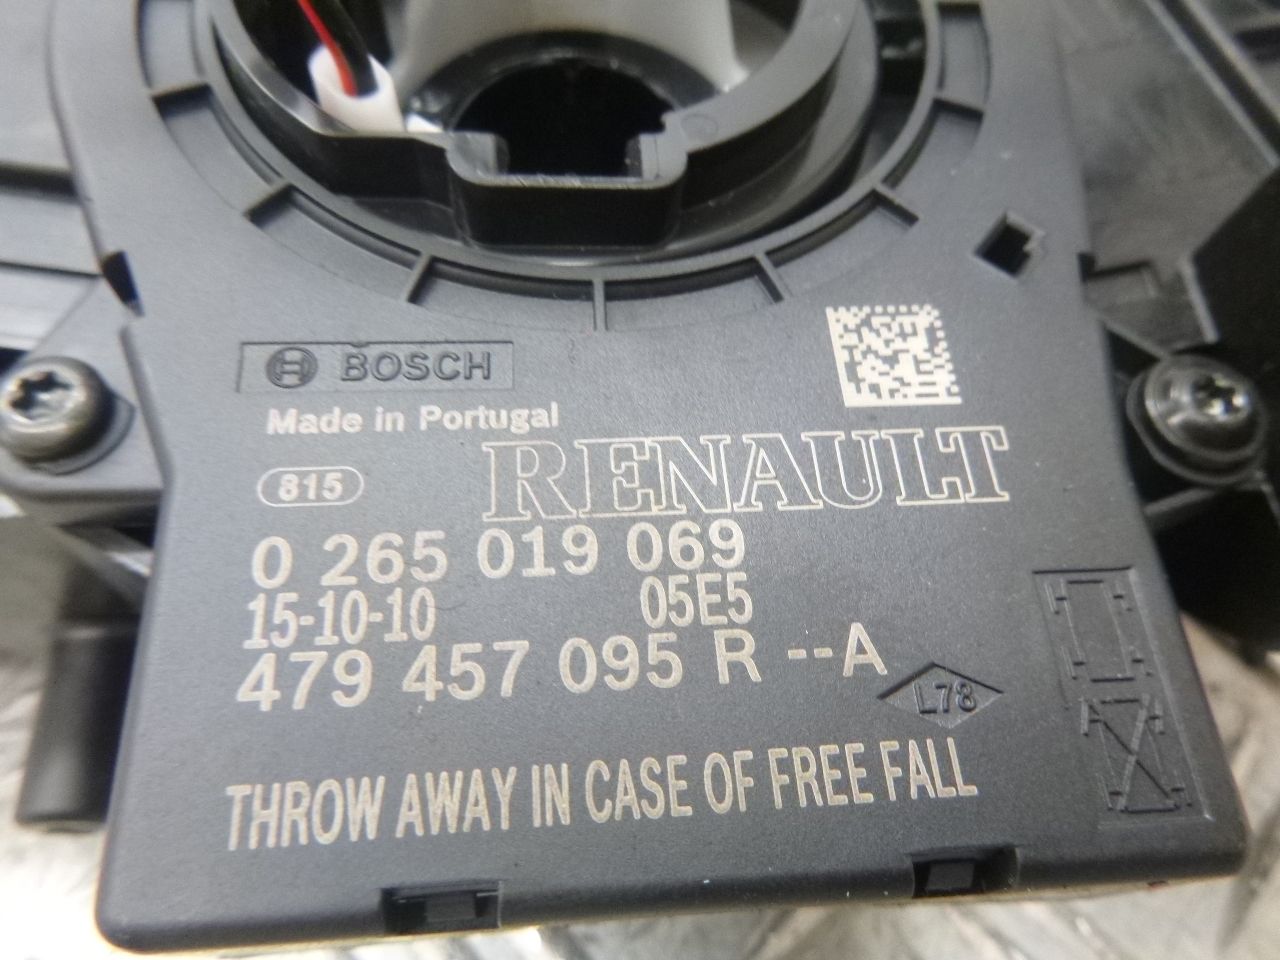 BOSCH
Made in Portugal
RENAULT
815
0 265 019 069
15-10-10 05E5
479 457 095 R --A
L78
THROW AWAY IN CASE OF FREE FALL